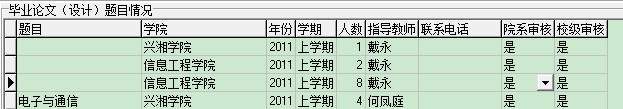 毕业论文（设计）题目情况
题目 学院 年份 学期 人数 指导教师 联系电话 院系审核 校级审核
兴湘学院 2011 上学期 1 戴永 是 是
信息工程学院 2011 上学期 2 戴永 是 是
信息工程学院 2011 上学期 8 戴永 是 是
电子与通信 兴湘学院 2011 上学期 4 何凤庭 是 是